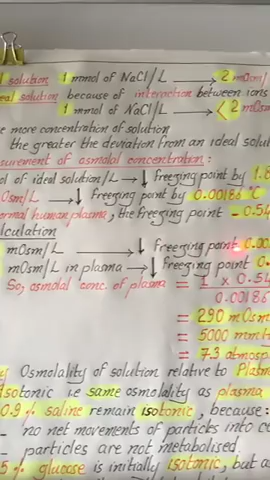 l solution 1 mmol of NaCl/L → 2 mOsm/
eal solution because of interaction between ions
1 mmol of NaCl/L → < 2 mOsm
e more concentration of solution
the greater the deviation from an ideal solut
surement of osmolal concentration:
ol of ideal solution/L → ↓ freezing point by 1.8
Osm/L → ↓ freezing point by 0.00186 °C
ormal human plasma, the freezing point - 0.54
lculation
mOsm/L → ↓ freezing point 0.00
mOsm/L in plasma → ↓ freezing point 0.
So, osmolal conc. of plasma = 1 x 0.54
0.00186
= 290 mOsm
= 5000 mmH
= 7.3 atmosp
y Osmolality of solution relative to Plasm
Isotonic i.e same osmolality as plasma
0.9 % saline remain isotonic, because:
- no net movements of particles into ce
- particles are not metabolised.
5 % glucose is initially isotonic, but a